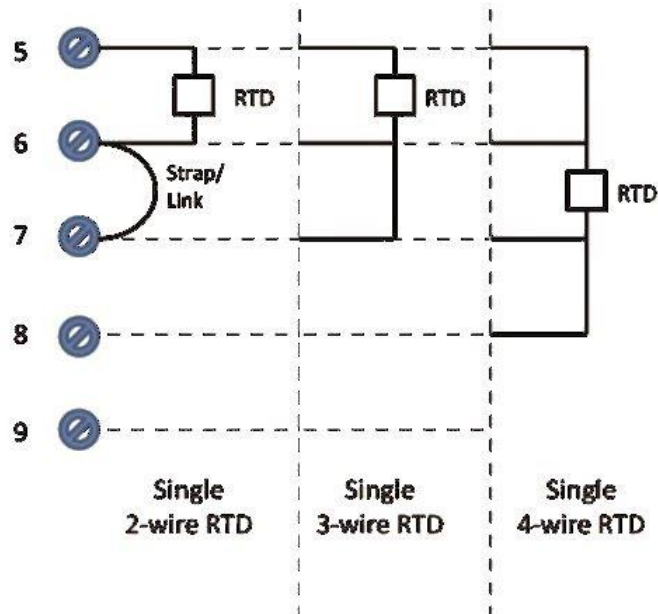 5
RTD
RTD
6
Strap/
Link
RTD
7
8
9
Single
2-wire RTD
Single
3-wire RTD
Single
4-wire RTD